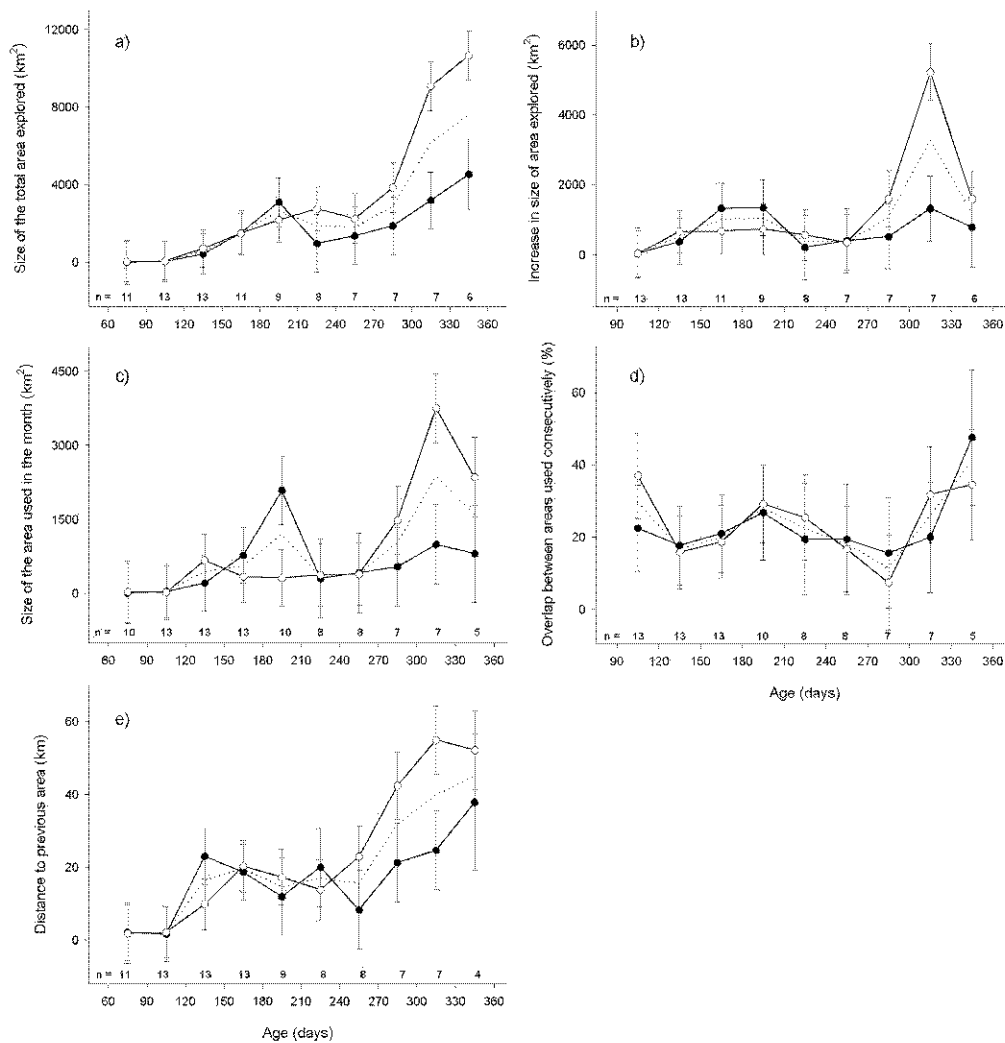 a)
Size of the total area explored (km²)
12000
8000
4000
0
n = 11 13 13 11 9 8 7 7 7 6
60 90 120 150 180 210 240 270 300 330 360
b)
Increase in size of area explored (km²)
6000
4000
2000
0
n = 13 13 11 9 8 7 7 7 6
60 90 120 150 180 210 240 270 300 330 360
c)
Size of the area used in the month (km²)
4500
3000
1500
0
n = 10 13 13 13 10 8 8 7 7 5
60 90 120 150 180 210 240 270 300 330 360
d)
Overlap between areas used consecutively (%)
60
40
20
0
n = 13 13 13 10 8 8 7 7 5
90 120 150 180 210 240 270 300 330 360
Age (days)
e)
Distance to previous area (km)
60
40
20
0
n = 11 13 13 13 9 8 8 7 7 4
60 90 120 150 180 210 240 270 300 330 360
Age (days)